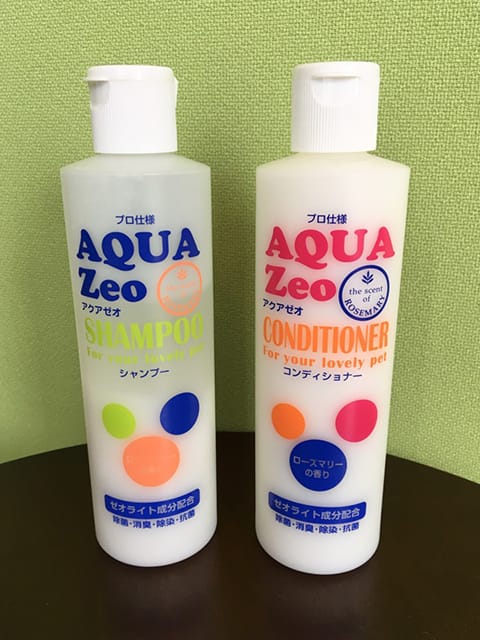 プロ仕様
AQUA
Zeo
アクアゼオ
SHAMPOO
For your lovely pet
シャンプー
ゼオライト成分配合
除菌・消臭・除染・抗菌
プロ仕様
AQUA
Zeo
the scent
of
ROSEMARY
アクアゼオ
CONDITIONER
For your lovely pet
コンディショナー
ローズマリー
の香り
ゼオライト成分配合
除菌・消臭・除染・抗菌